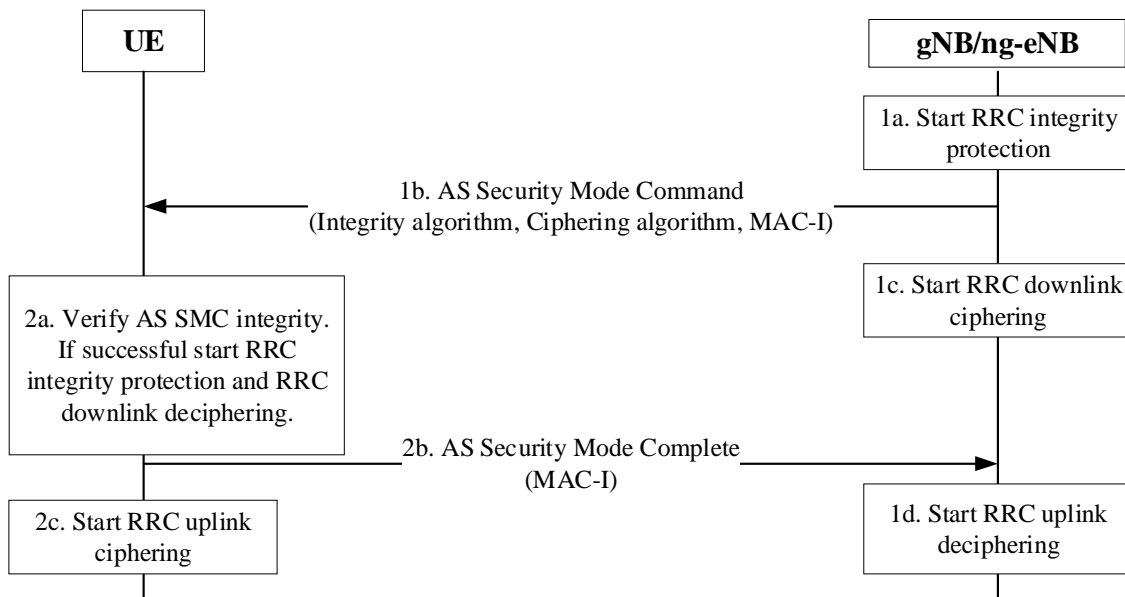 UE
gNB/ng-eNB
1a. Start RRC integrity
protection
1b. AS Security Mode Command
(Integrity algorithm, Ciphering algorithm, MAC-I)
1c. Start RRC downlink
ciphering
2a. Verify AS SMC integrity.
If successful start RRC
integrity protection and RRC
downlink deciphering.
2b. AS Security Mode Complete
(MAC-I)
2c. Start RRC uplink
ciphering
1d. Start RRC uplink
deciphering